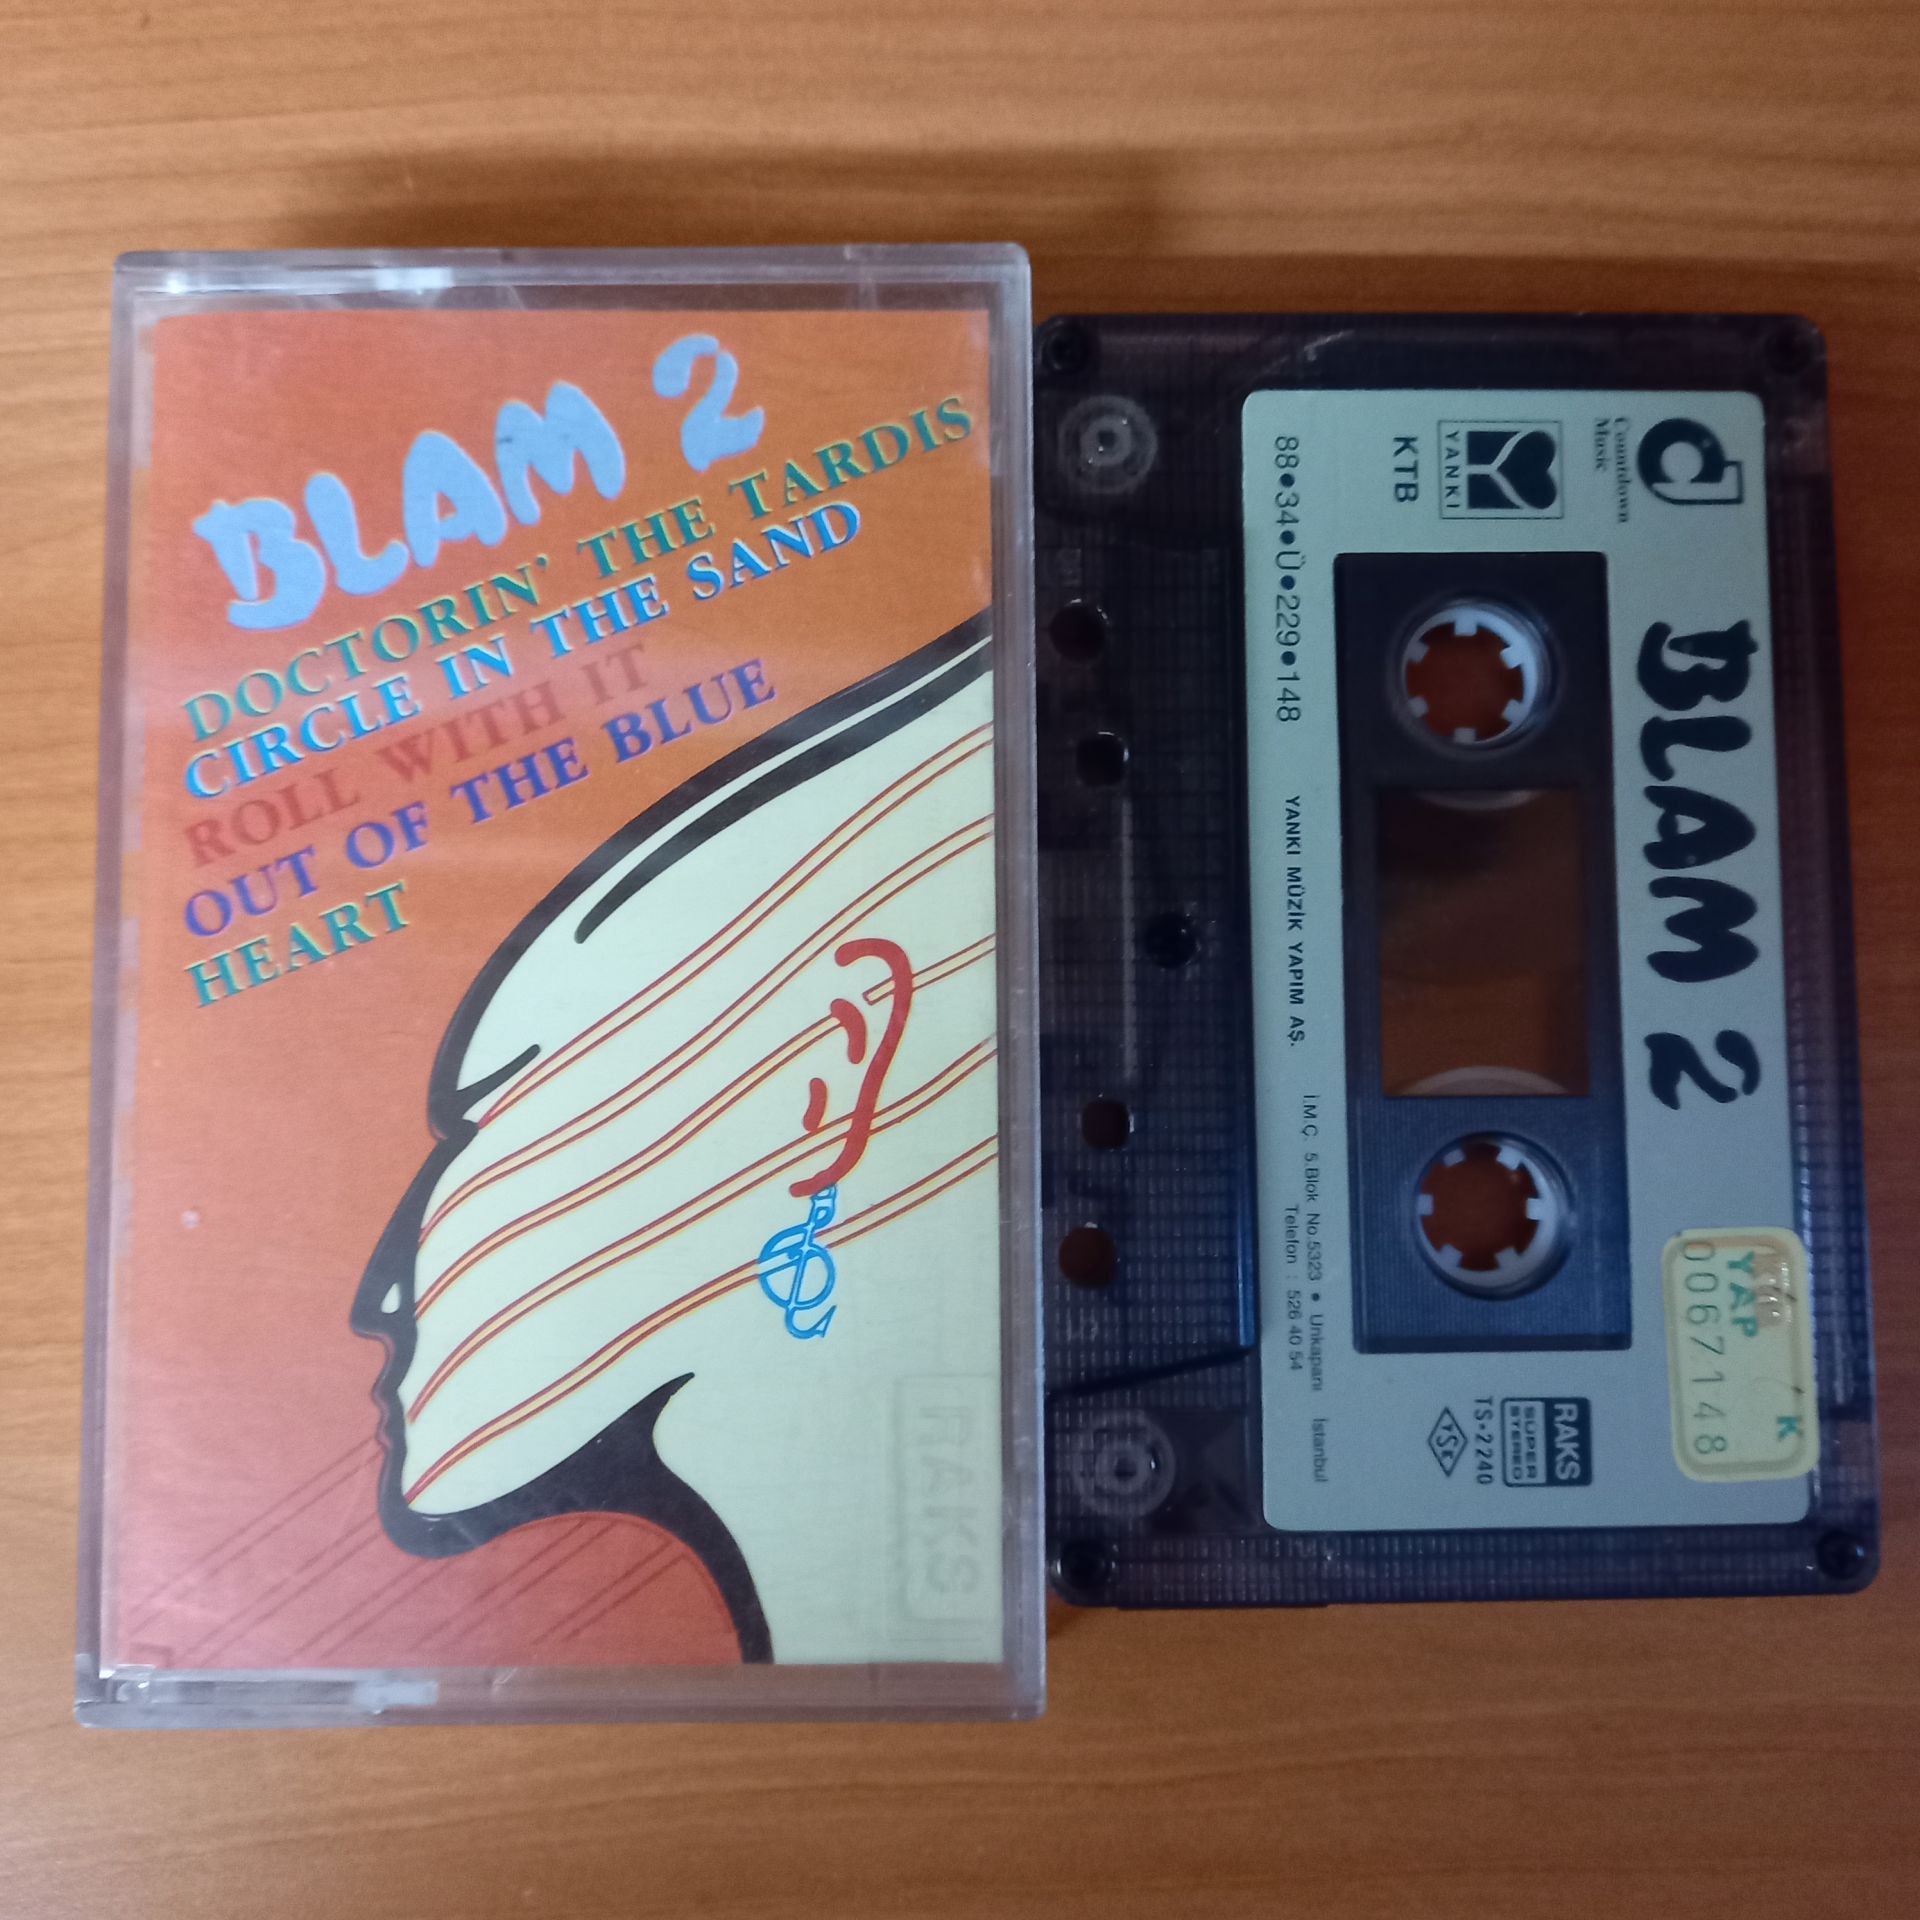 BLAM 2
DOCTORIN' THE TARDIS
CIRCLE IN THE SAND
ROLL WITH IT
OUT OF THE BLUE
HEART
RAKS
Countdown
Music
BLAM 2
YANKI
KTB
88•34•Ü•229•148
YANKI MÜZİK YAPIM AŞ.
İ.M.Ç. 5.Blok No.5323 • Unkapanı İstanbul
Telefon : 526 40 54
RAKS
SUPER
STEREO
TS-2240
TSE
K
YAP
0067148